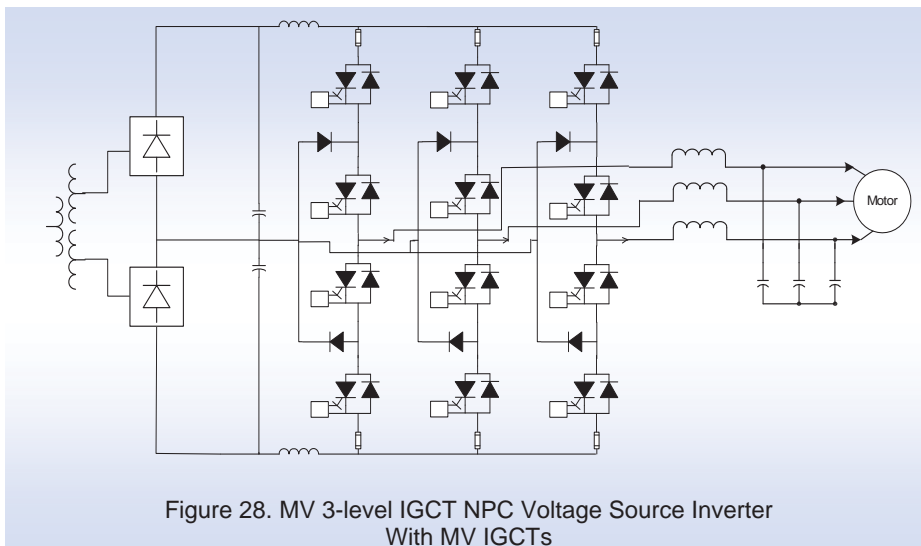 Motor
Figure 28. MV 3-level IGCT NPC Voltage Source Inverter
With MV IGCTs